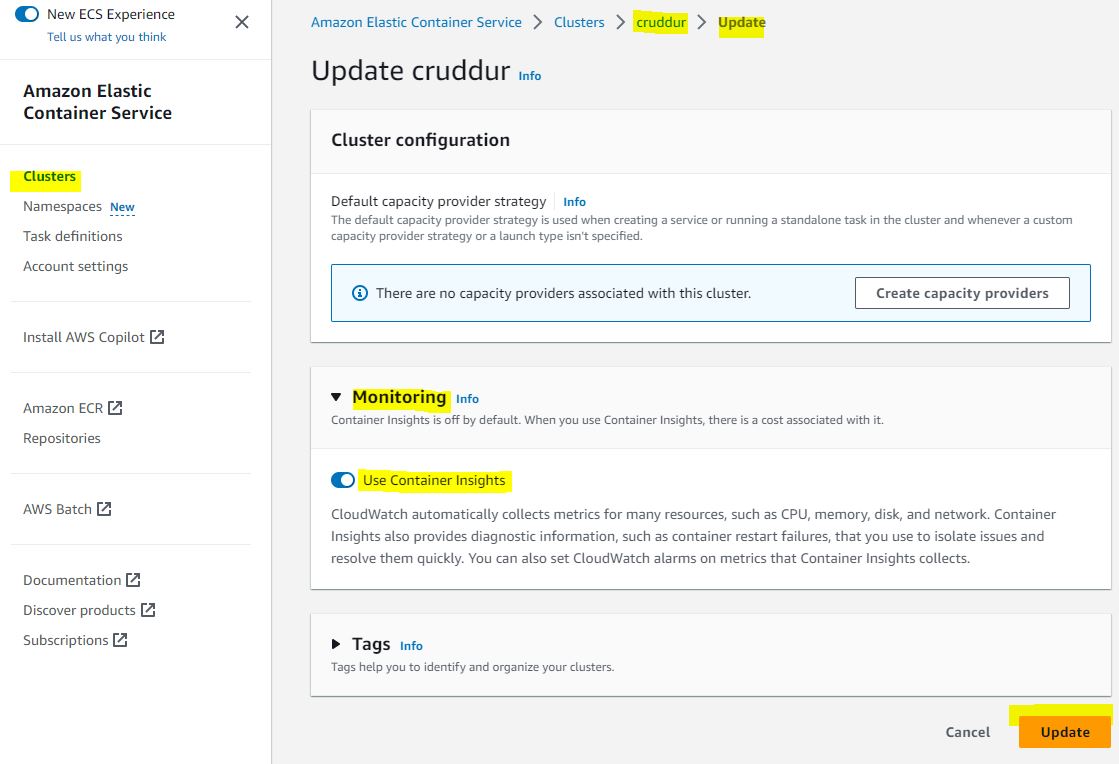 New ECS Experience
Tell us what you think
Amazon Elastic
Container Service
Clusters
Namespaces New
Task definitions
Account settings
Install AWS Copilot
Amazon ECR
Repositories
AWS Batch
Documentation
Discover products
Subscriptions
Amazon Elastic Container Service > Clusters > cruddur > Update
Update cruddur Info
Cluster configuration
Default capacity provider strategy Info
The default capacity provider strategy is used when creating a service or running a standalone task in the cluster and whenever a custom
capacity provider strategy or a launch type isn't specified.
There are no capacity providers associated with this cluster. Create capacity providers
Monitoring Info
Container Insights is off by default. When you use Container Insights, there is a cost associated with it.
Use Container Insights
CloudWatch automatically collects metrics for many resources, such as CPU, memory, disk, and network. Container
Insights also provides diagnostic information, such as container restart failures, that you use to isolate issues and
resolve them quickly. You can also set CloudWatch alarms on metrics that Container Insights collects.
Tags Info
Tags help you to identify and organize your clusters.
Cancel Update